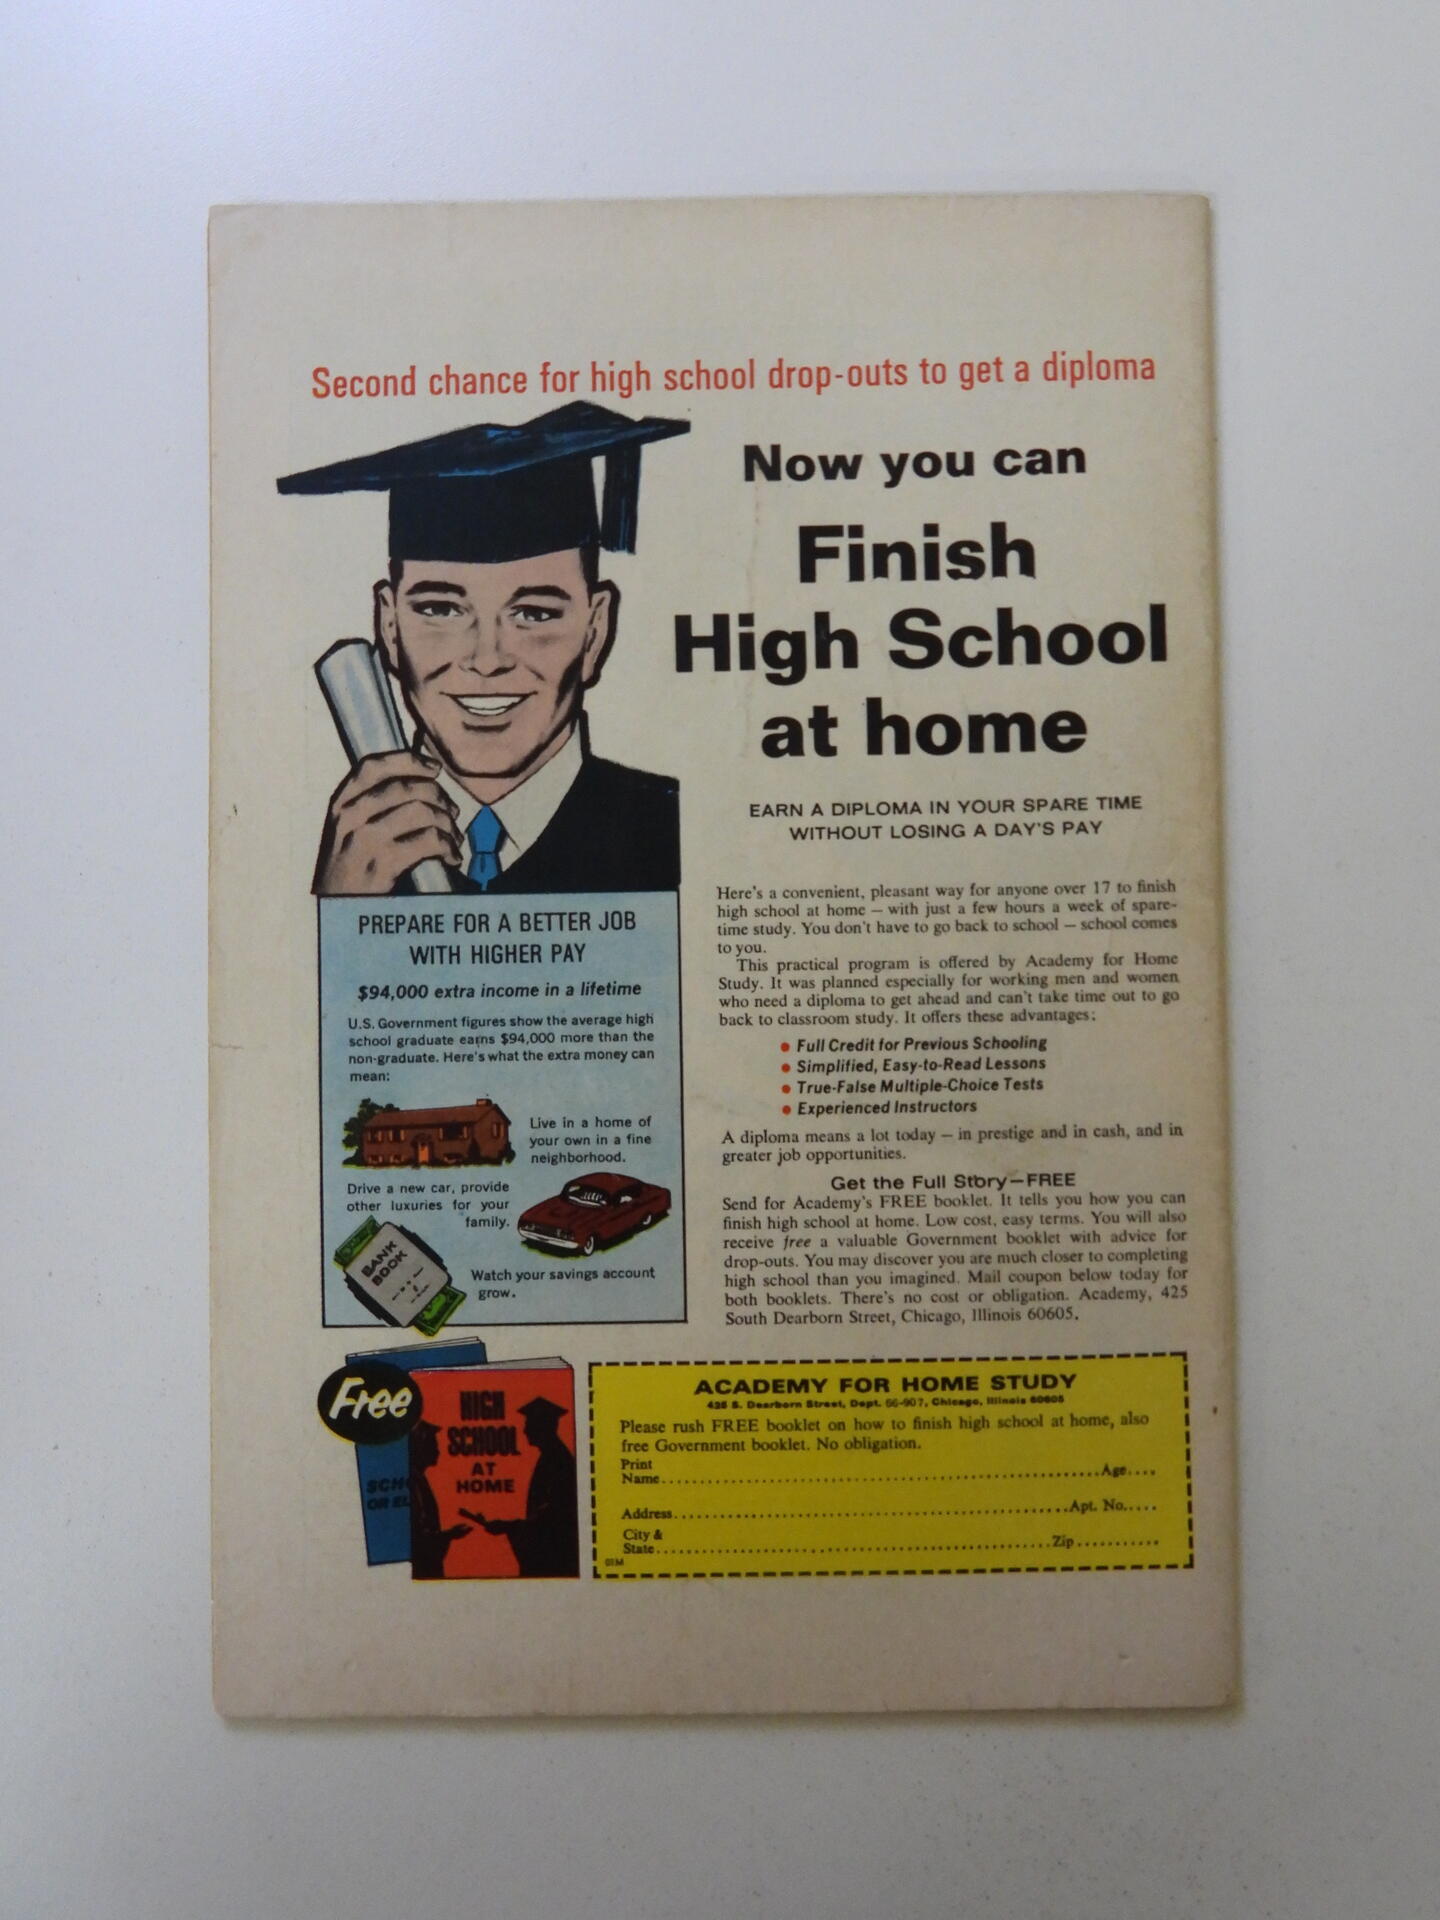 Second chance for high school drop-outs to get a diploma
Now you can
Finish
High School
at home
EARN A DIPLOMA IN YOUR SPARE TIME
WITHOUT LOSING A DAY'S PAY
PREPARE FOR A BETTER JOB
WITH HIGHER PAY
$94,000 extra income in a lifetime
U.S. Government figures show the average high
school graduate earns $94,000 more than the
non-graduate. Here's what the extra money can
mean:
Live in a home of
your own in a fine
neighborhood.
Drive a new car, provide
other luxuries for your
family.
BANK
BOOK
Watch your savings account
grow.
Here's a convenient, pleasant way for anyone over 17 to finish
high school at home — with just a few hours a week of spare-
time study. You don't have to go back to school — school comes
to you.
This practical program is offered by Academy for Home
Study. It was planned especially for working men and women
who need a diploma to get ahead and can't take time out to go
back to classroom study. It offers these advantages:
● Full Credit for Previous Schooling
● Simplified, Easy-to-Read Lessons
● True-False Multiple-Choice Tests
● Experienced Instructors
A diploma means a lot today — in prestige and in cash, and in
greater job opportunities.
Get the Full Story—FREE
Send for Academy's FREE booklet. It tells you how you can
finish high school at home. Low cost, easy terms. You will also
receive free a valuable Government booklet with advice for
drop-outs. You may discover you are much closer to completing
high school than you imagined. Mail coupon below today for
both booklets. There's no cost or obligation. Academy, 425
South Dearborn Street, Chicago, Illinois 60605.
Free
SCH
OR EL
HIGH
SCHOOL
AT
HOME
ACADEMY FOR HOME STUDY
425 S. Dearborn Street, Dept. 66-907, Chicago, Illinois 60605
Please rush FREE booklet on how to finish high school at home, also
free Government booklet. No obligation.
Print
Name Age
Address Apt. No.
City &
State Zip
01M